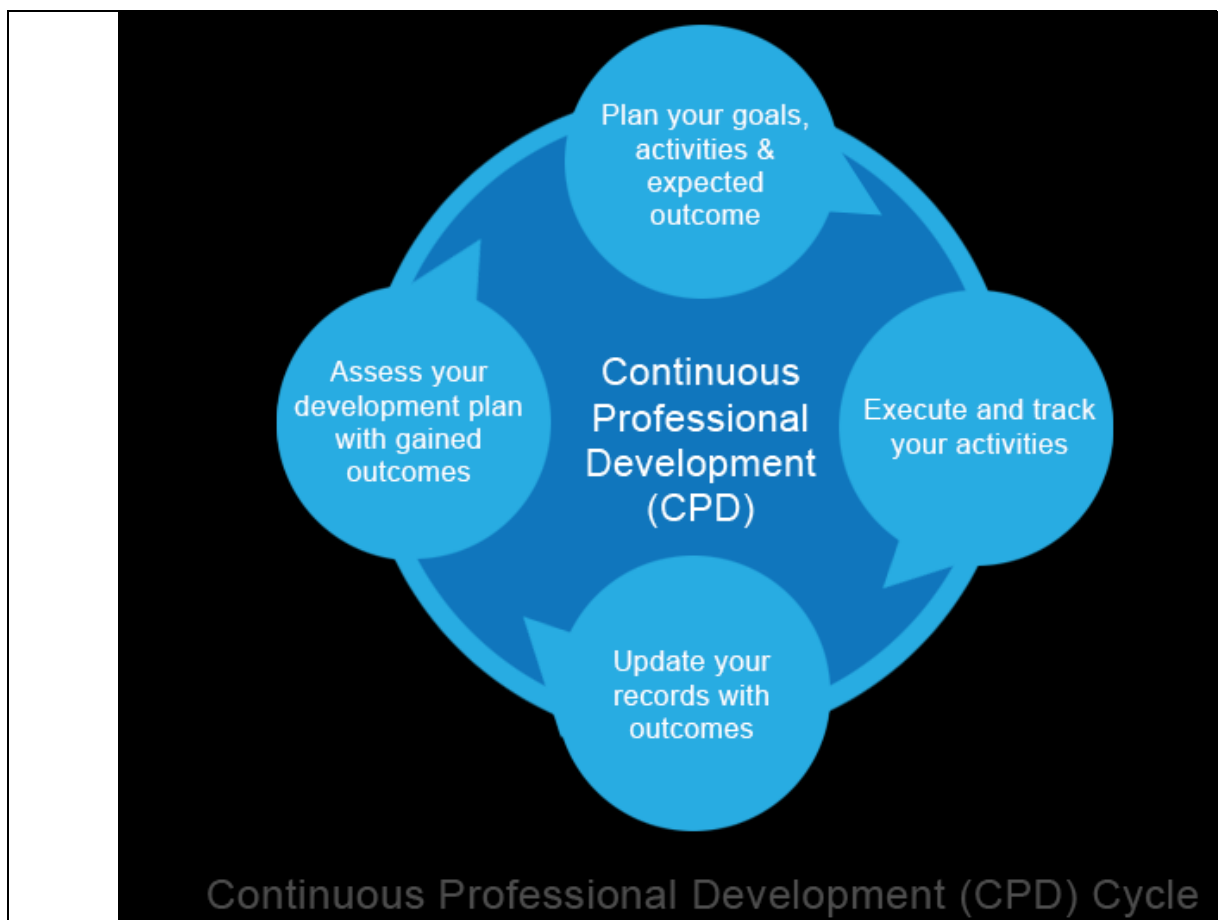 Plan your goals,
activities &
expected
outcome
Assess your
development plan
with gained
outcomes
Continuous
Professional
Development
(CPD)
Execute and track
your activities
Update your
records with
outcomes
Continuous Professional Development (CPD) Cycle